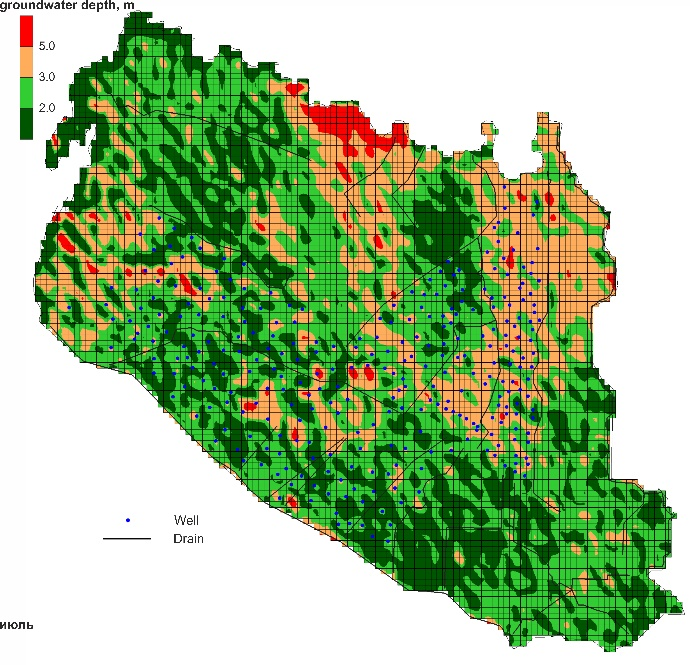 groundwater depth, m
5.0
3.0
2.0
Well
Drain
июль